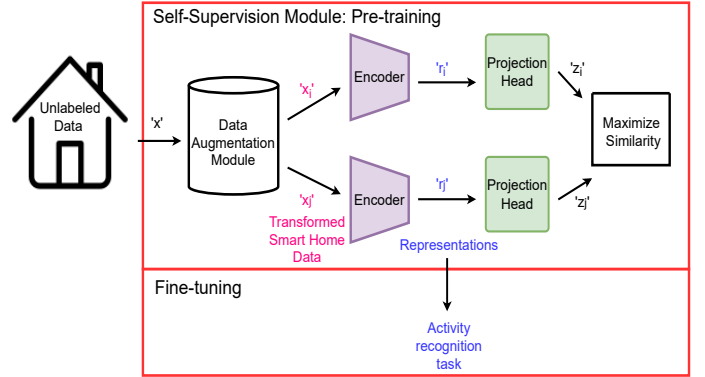 Self-Supervision Module: Pre-training
Unlabeled
Data
'x'
Data
Augmentation
Module
'xi'
Encoder
'ri'
Projection
Head
'zi'
Maximize
Similarity
'xj'
Transformed
Smart Home
Data
Encoder
'rj'
Representations
Projection
Head
'zj'
Fine-tuning
Activity
recognition
task